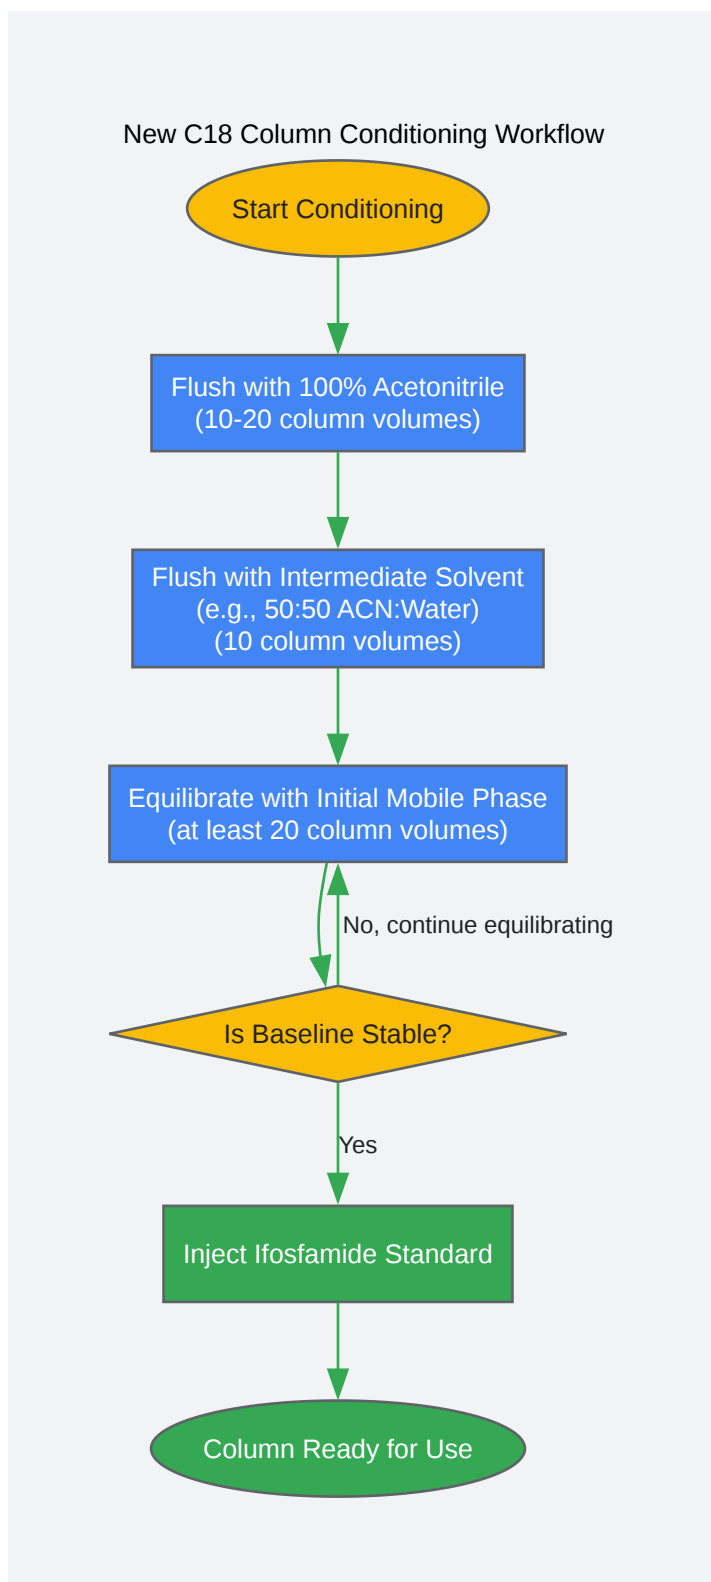 New C18 Column Conditioning Workflow
Start Conditioning
Flush with 100% Acetonitrile
(10-20 column volumes)
Flush with Intermediate Solvent
(e.g., 50:50 ACN:Water)
(10 column volumes)
Equilibrate with Initial Mobile Phase
(at least 20 column volumes)
No, continue equilibrating
Is Baseline Stable?
Yes
Inject Ifosfamide Standard
Column Ready for Use